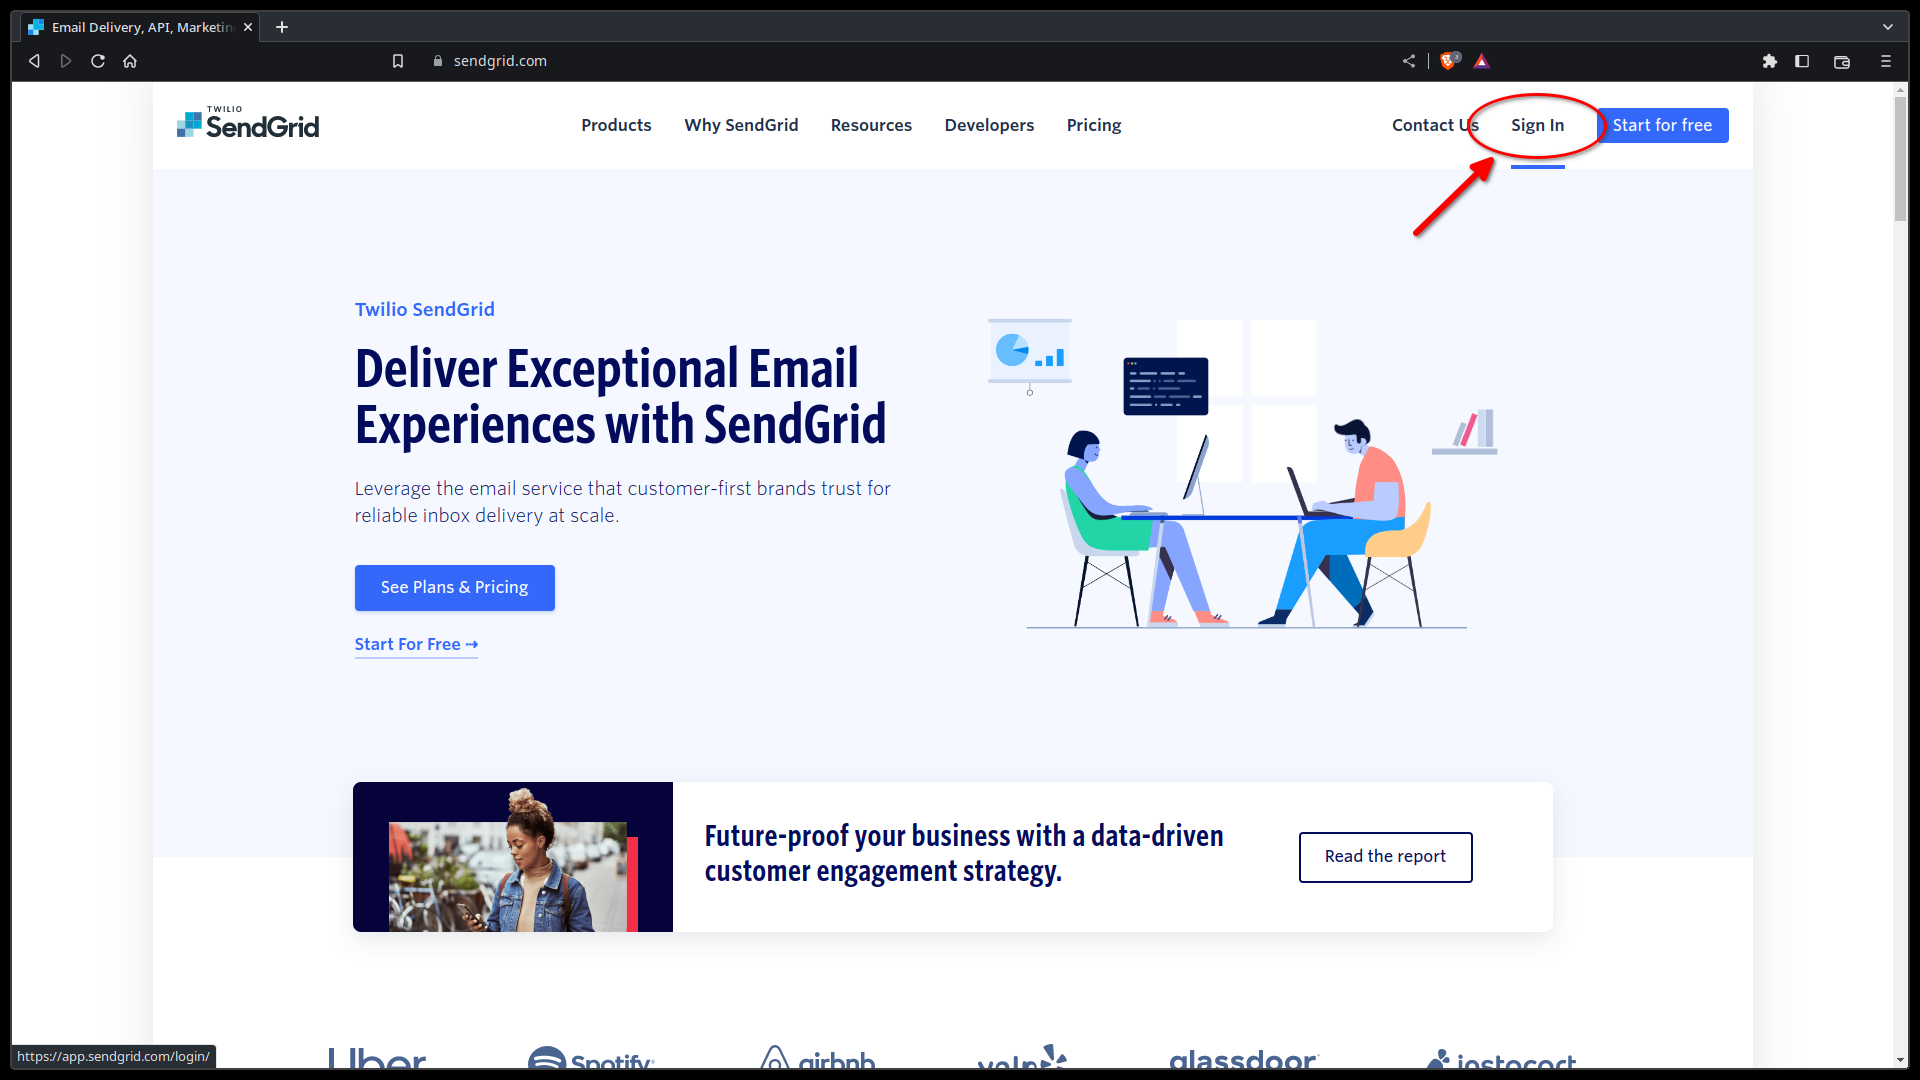 Email Delivery, API, Marketin
sendgrid.com
3
TWILIO
SendGrid
Products
Why SendGrid
Resources
Developers
Pricing
Contact Us
Sign In
Start for free
Twilio SendGrid
Deliver Exceptional Email
Experiences with SendGrid
Leverage the email service that customer-first brands trust for
reliable inbox delivery at scale.
See Plans & Pricing
Start For Free ⇢
Future-proof your business with a data-driven
customer engagement strategy.
Read the report
https://app.sendgrid.com/login/
Uber
Spotify
airbnb
yelp
glassdoor
instacart